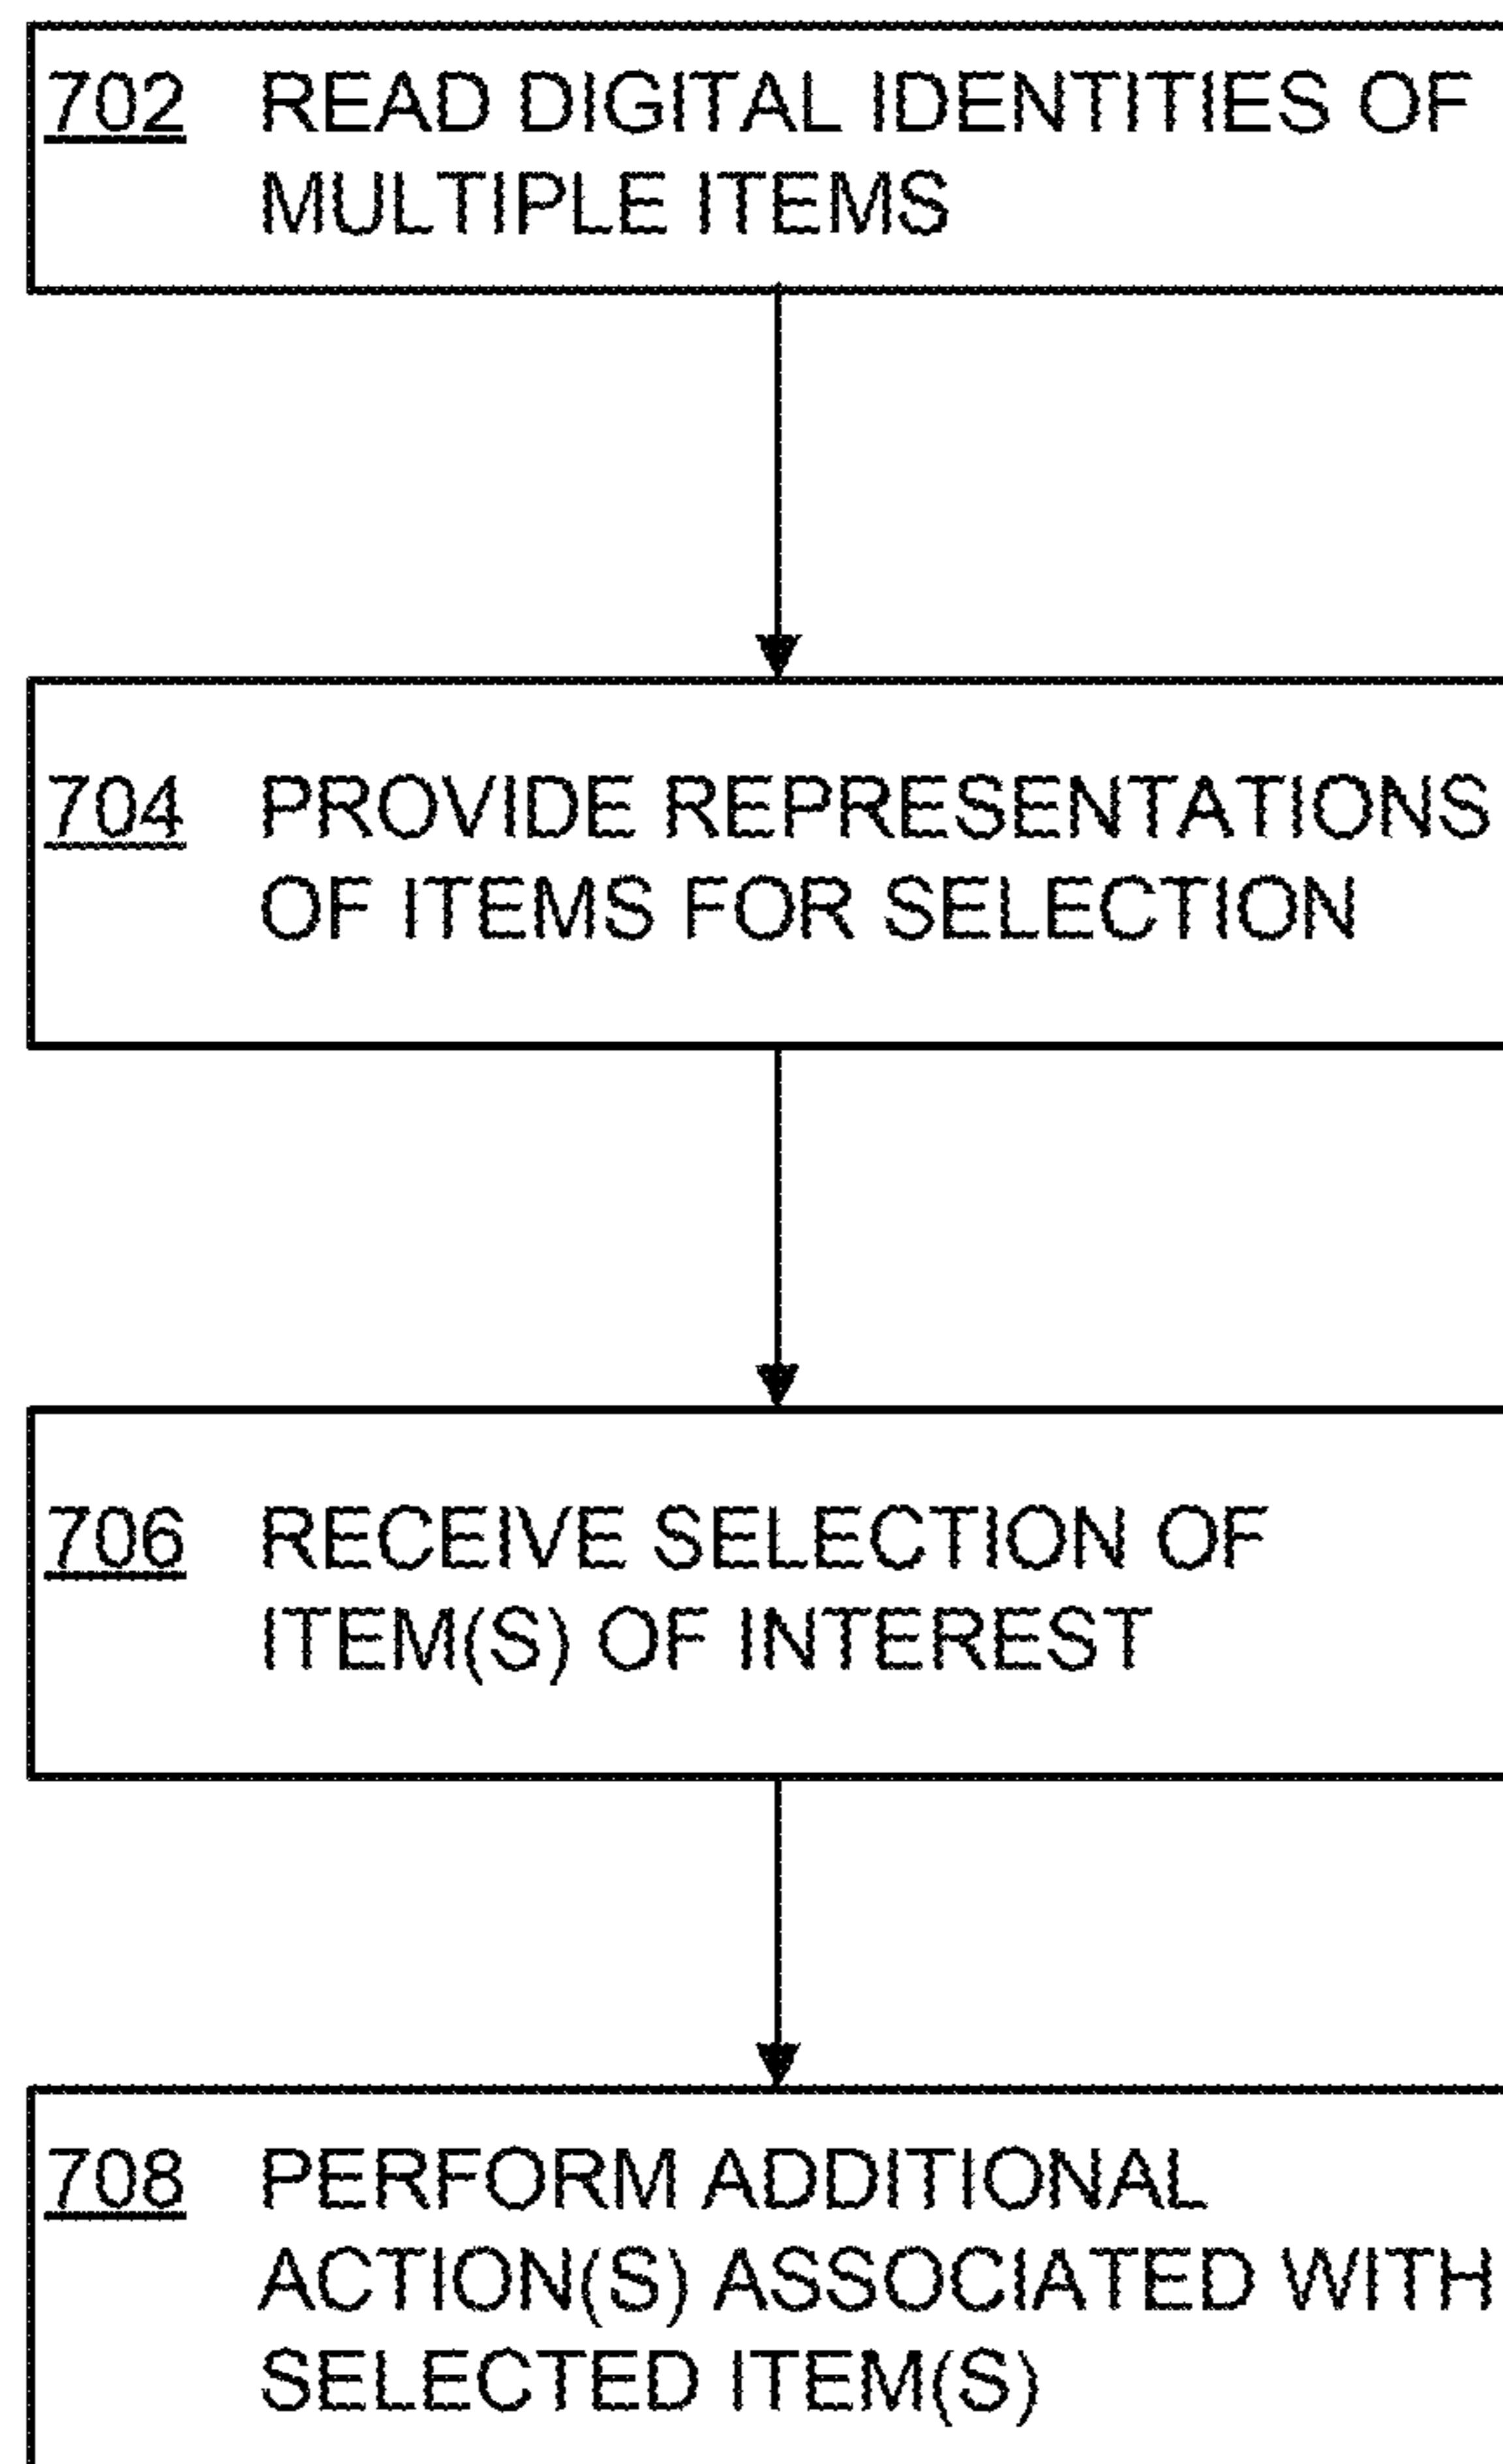 702 READ DIGITAL IDENTITIES OF
MULTIPLE ITEMS
704 PROVIDE REPRESENTATIONS
OF ITEMS FOR SELECTION
706 RECEIVE SELECTION OF
ITEM(S) OF INTEREST
708 PERFORM ADDITIONAL
ACTION(S) ASSOCIATED WITH
SELECTED ITEM(S)